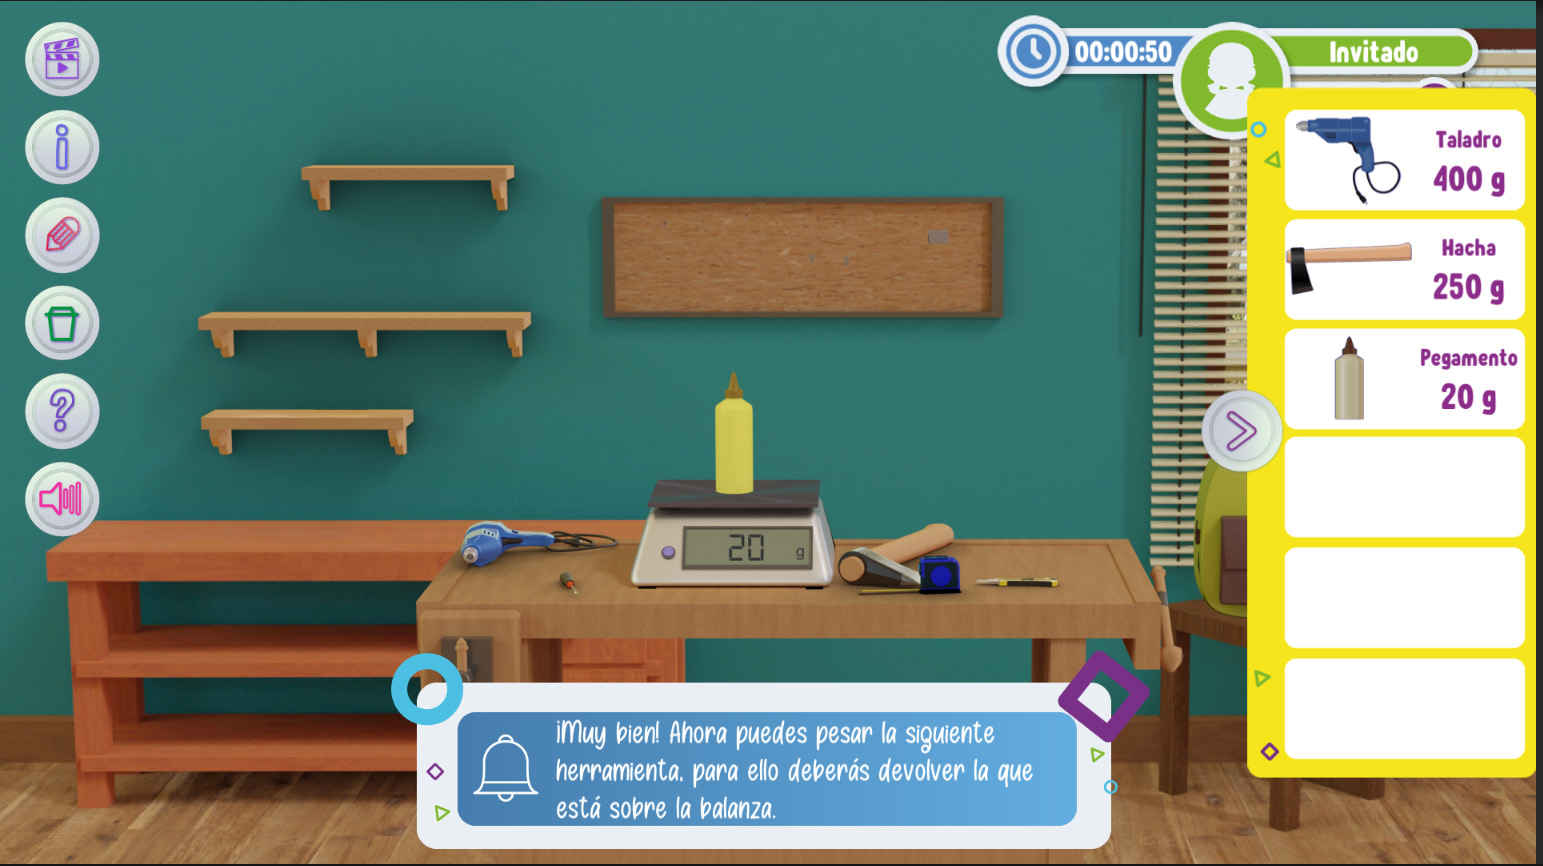 00:00:50
Invitado
Taladro
400 g
Hacha
250 g
Pegamento
20 g
20 g
¡Muy bien! Ahora puedes pesar la siguiente
herramienta, para ello deberás devolver la que
está sobre la balanza.